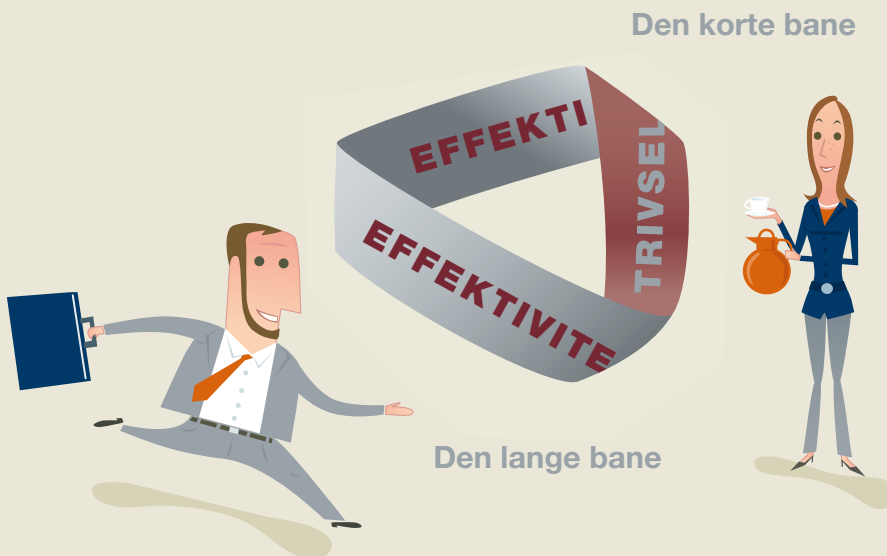 Den korte bane
EFFEKTI
TRIVSEL
EFFEKTIVITE
Den lange bane